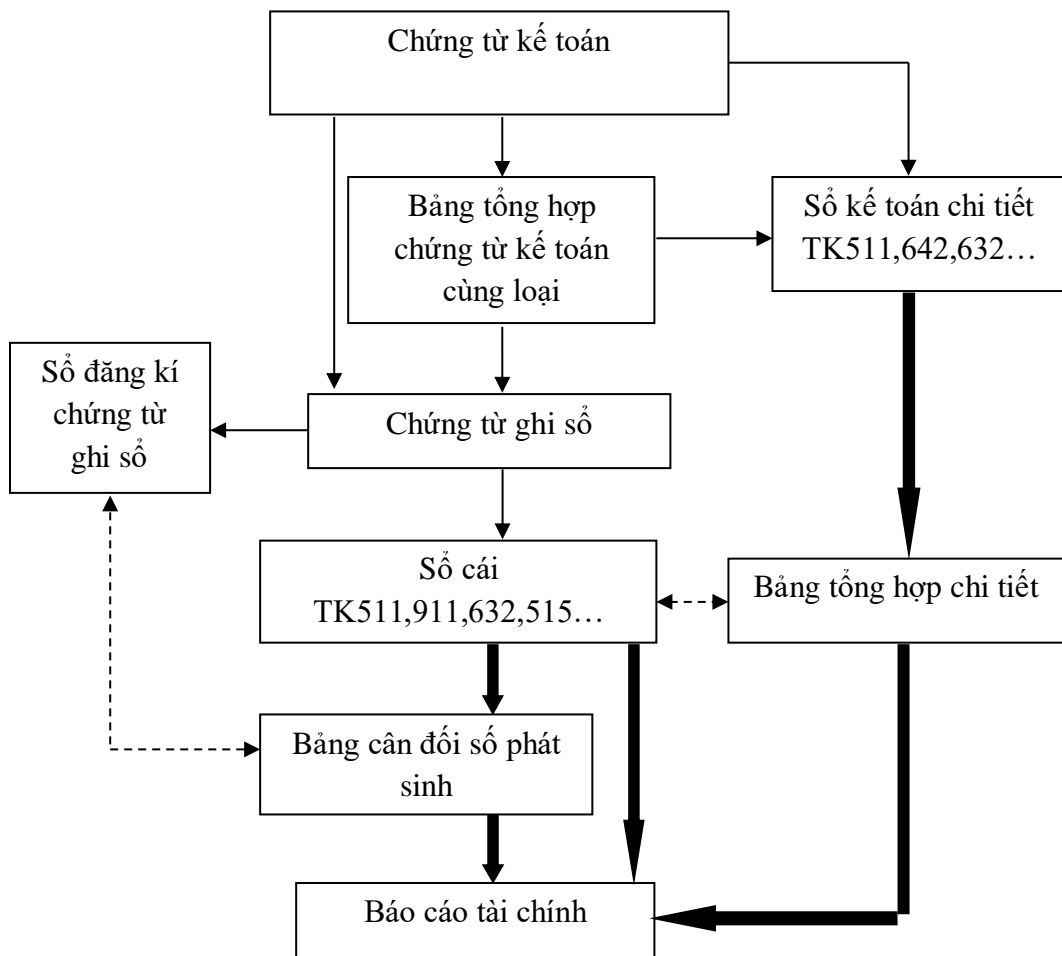 Chứng từ kế toán
Bảng tổng hợp
chứng từ kế toán
cùng loại
Sổ kế toán chi tiết
TK511,642,632…
Sổ đăng kí
chứng từ
ghi sổ
Chứng từ ghi sổ
Sổ cái
TK511,911,632,515…
Bảng tổng hợp chi tiết
Bảng cân đối số phát
sinh
Báo cáo tài chính